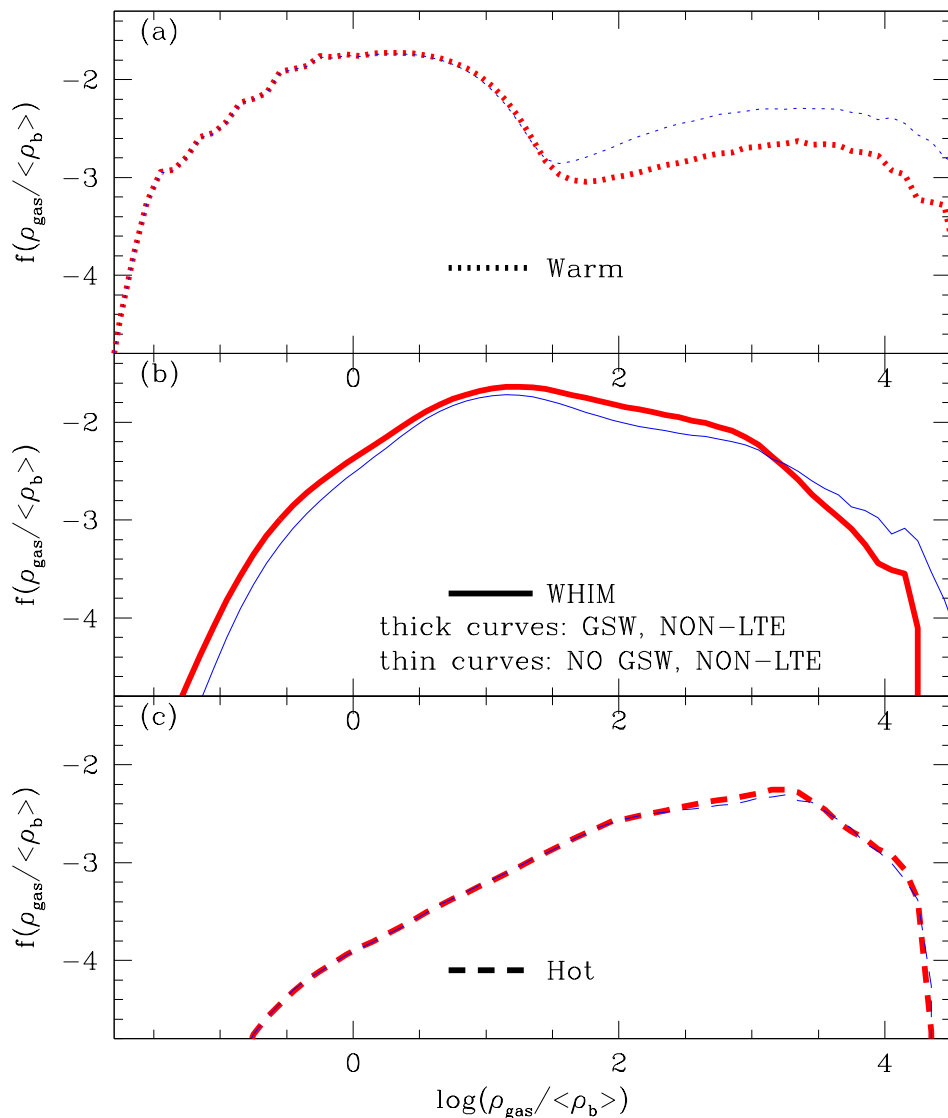 (a)
−2
−3
−4
f(ρgas/<ρb>)
Warm
0 2 4
(b)
−2
−3
−4
f(ρgas/<ρb>)
WHIM
thick curves: GSW, NON−LTE
thin curves: NO GSW, NON−LTE
0 2 4
(c)
−2
−3
−4
f(ρgas/<ρb>)
Hot
0 2 4
log(ρgas/<ρb>)